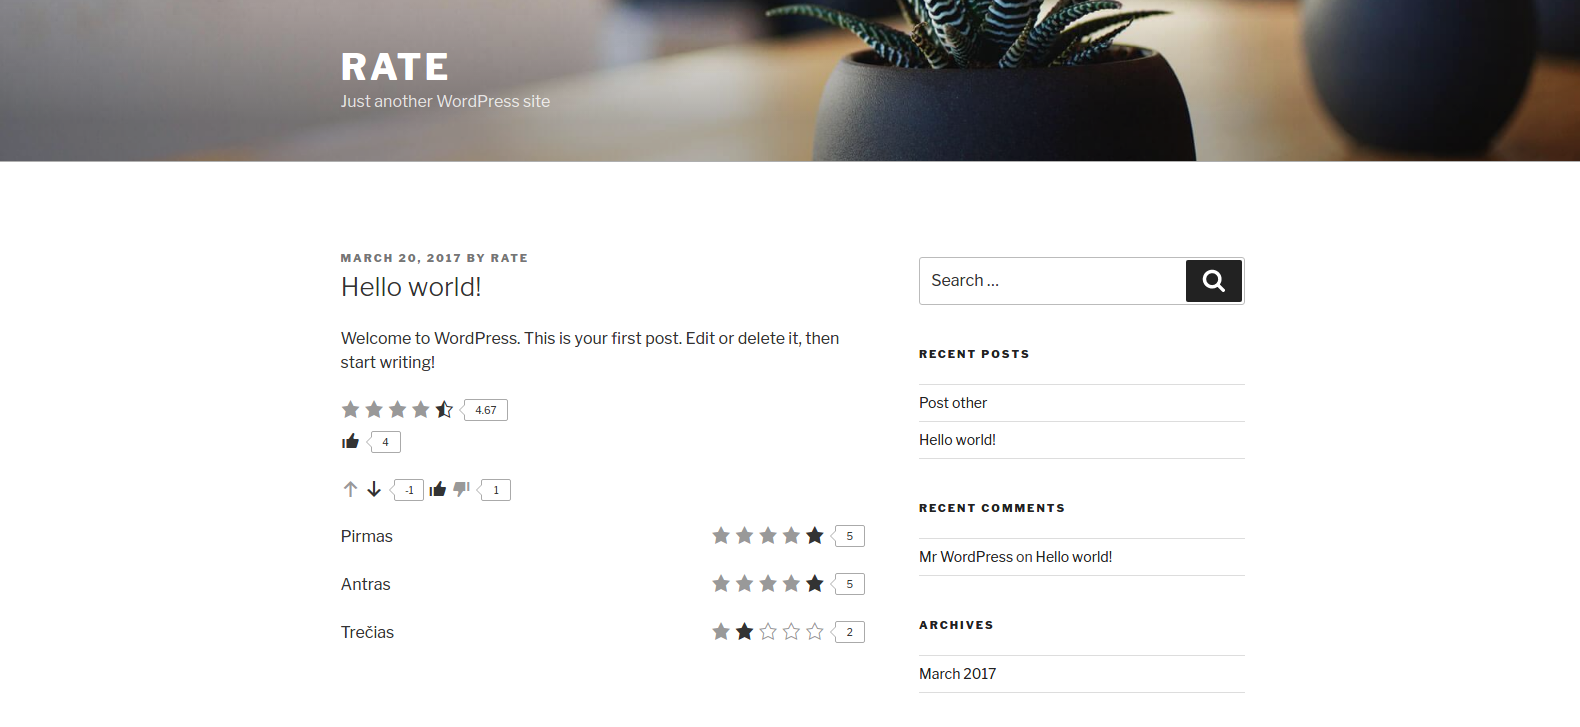 RATE
Just another WordPress site
MARCH 20, 2017 BY RATE
Hello world!
Welcome to WordPress. This is your first post. Edit or delete it, then
start writing!
4.67
4
-1 1
Pirmas 5
Antras 5
Trečias 2
Search …
RECENT POSTS
Post other
Hello world!
RECENT COMMENTS
Mr WordPress on Hello world!
ARCHIVES
March 2017